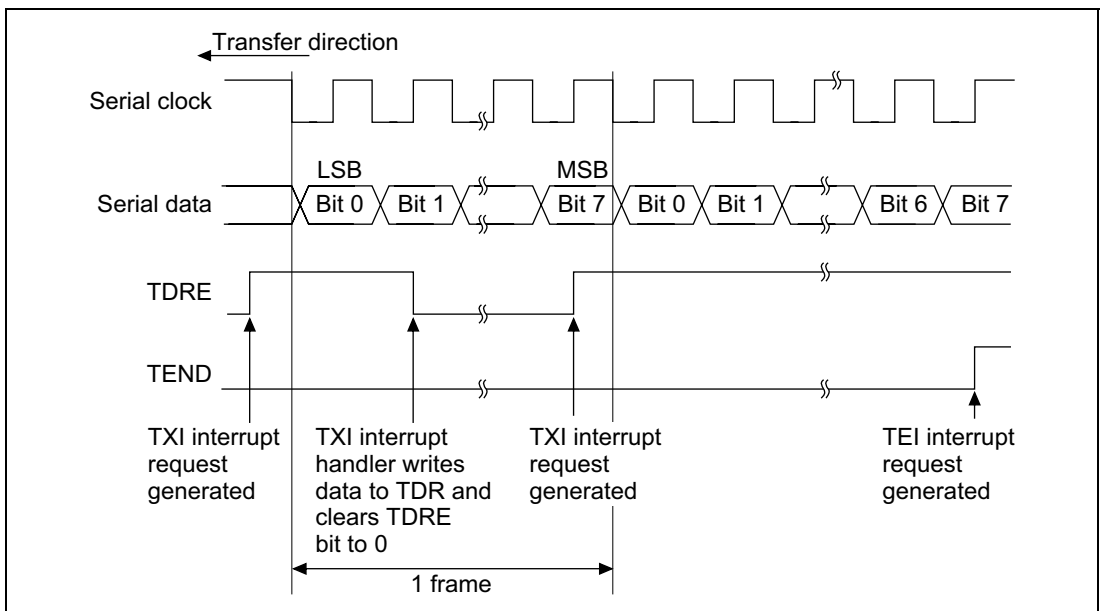 Transfer direction
Serial clock
LSB
MSB
Serial data
Bit 0
Bit 1
Bit 7
Bit 0
Bit 1
Bit 6
Bit 7
TDRE
TEND
TXI interrupt
request
generated
TXI interrupt
handler writes
data to TDR and
clears TDRE
bit to 0
TXI interrupt
request
generated
TEI interrupt
request
generated
1 frame